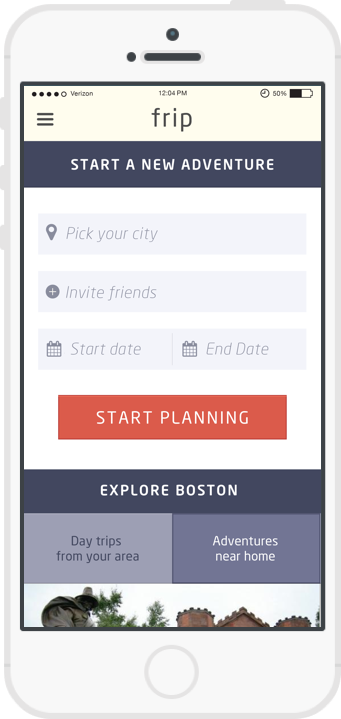 Verizon 12:04 PM 50%
frip
START A NEW ADVENTURE
Pick your city
Invite friends
Start date End Date
START PLANNING
EXPLORE BOSTON
Day trips
from your area
Adventures
near home